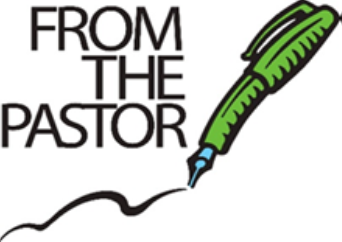 FROM
THE
PASTOR